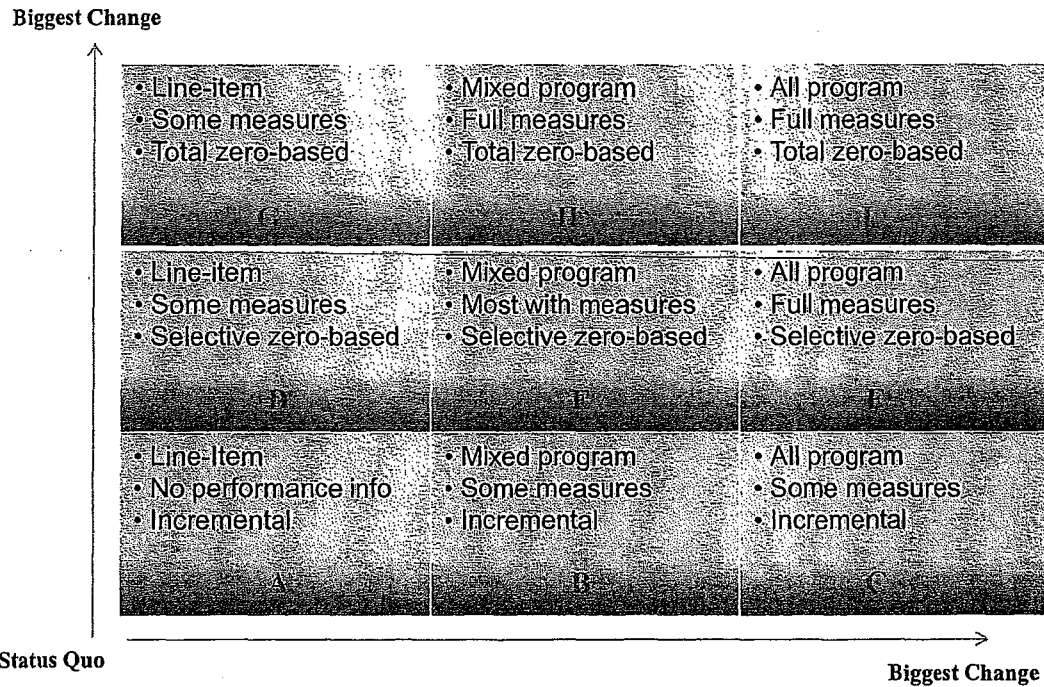 Biggest Change
• Line-item
• Some measures
• Total zero-based
G
• Mixed program
• Full measures
• Total zero-based
H
• All program
• Full measures
• Total zero-based
I
• Line-item
• Some measures
• Selective zero-based
D
• Mixed program
• Most with measures
• Selective zero-based
E
• All program
• Full measures
• Selective zero-based
F
• Line-Item
• No performance info
• Incremental
A
• Mixed program
• Some measures
• Incremental
B
• All program
• Some measures
• Incremental
C
Status Quo
Biggest Change